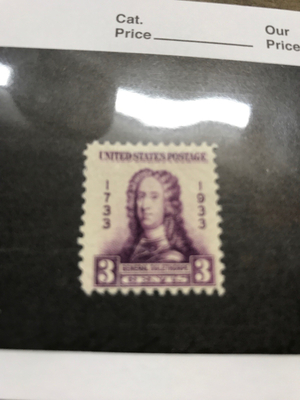 Cat.
Price
Our
Price
UNITED STATES POSTAGE
1733
1933
GENERAL OGLETHORPE
3 CENTS 3